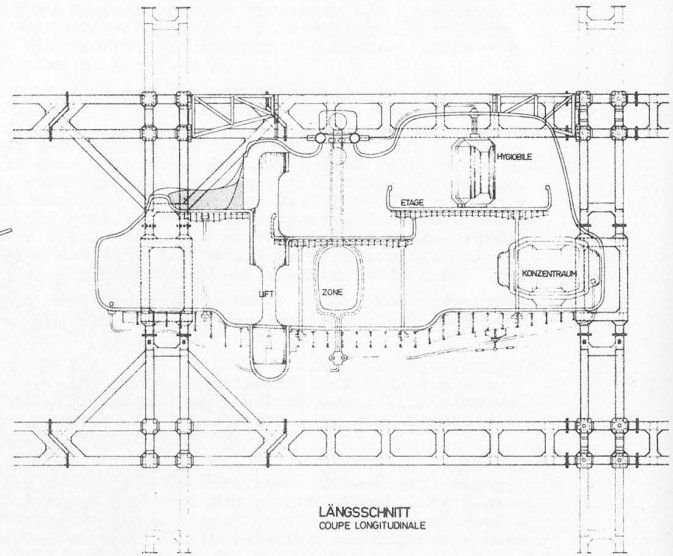 HYGIOBILE
ETAGE
KONZENTRAUM
LIFT
ZONE
LÄNGSSCHNITT
COUPE LONGITUDINALE